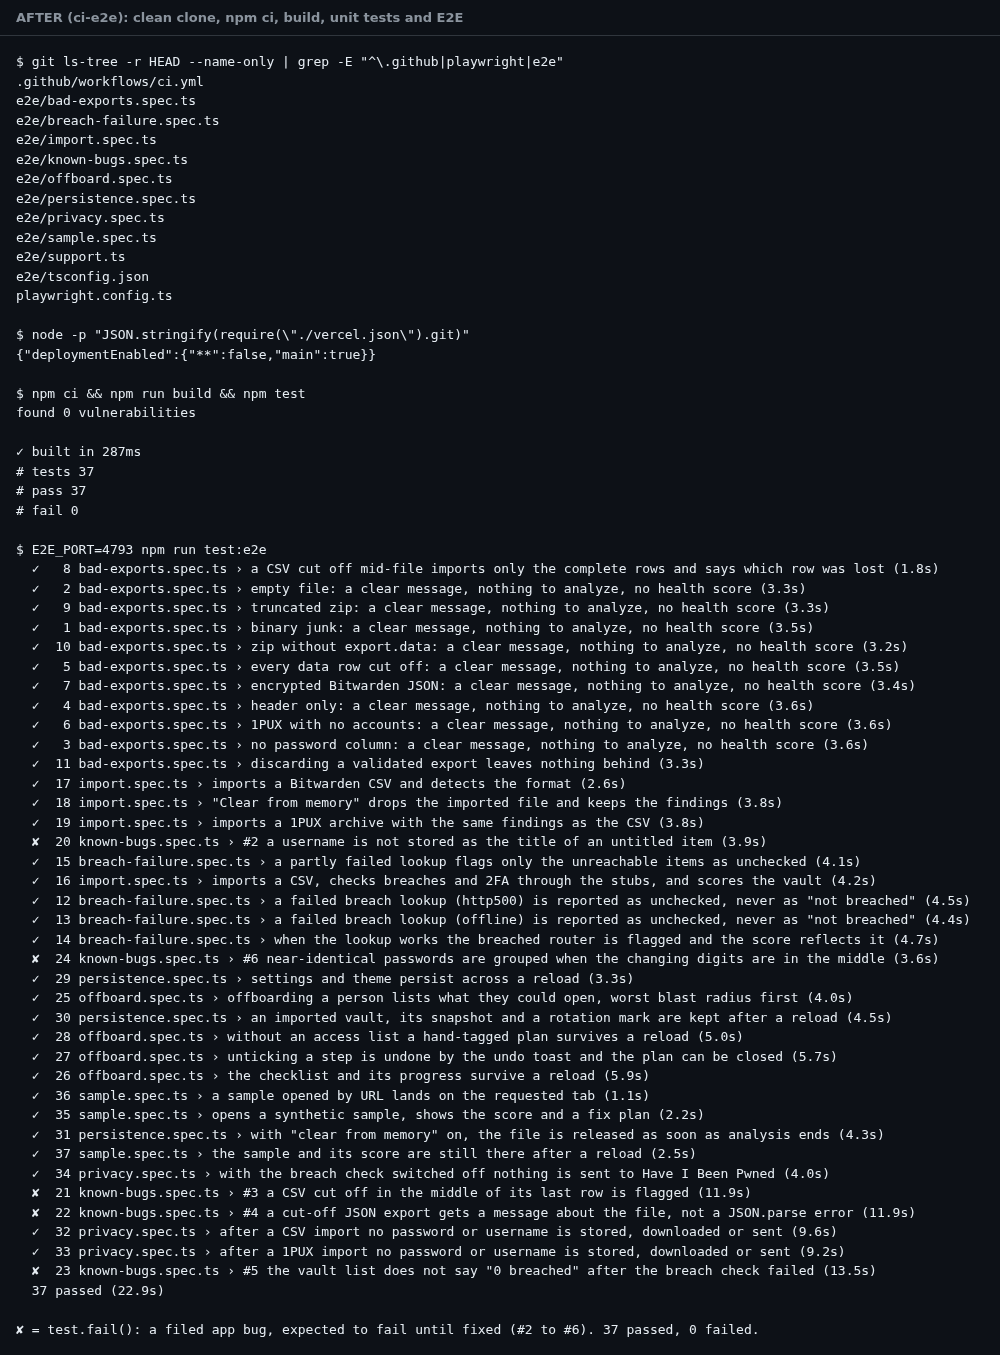 AFTER (ci-e2e): clean clone, npm ci, build, unit tests and E2E
$ git ls-tree -r HEAD --name-only | grep -E "^\.github|playwright|e2e"
.github/workflows/ci.yml
e2e/bad-exports.spec.ts
e2e/breach-failure.spec.ts
e2e/import.spec.ts
e2e/known-bugs.spec.ts
e2e/offboard.spec.ts
e2e/persistence.spec.ts
e2e/privacy.spec.ts
e2e/sample.spec.ts
e2e/support.ts
e2e/tsconfig.json
playwright.config.ts
$ node -p "JSON.stringify(require(\"./vercel.json\").git)"
{"deploymentEnabled":{"**":false,"main":true}}
$ npm ci && npm run build && npm test
found 0 vulnerabilities
✓ built in 287ms
# tests 37
# pass 37
# fail 0
$ E2E_PORT=4793 npm run test:e2e
✓ 8 bad-exports.spec.ts › a CSV cut off mid-file imports only the complete rows and says which row was lost (1.8s)
✓ 2 bad-exports.spec.ts › empty file: a clear message, nothing to analyze, no health score (3.3s)
✓ 9 bad-exports.spec.ts › truncated zip: a clear message, nothing to analyze, no health score (3.3s)
✓ 1 bad-exports.spec.ts › binary junk: a clear message, nothing to analyze, no health score (3.5s)
✓ 10 bad-exports.spec.ts › zip without export.data: a clear message, nothing to analyze, no health score (3.2s)
✓ 5 bad-exports.spec.ts › every data row cut off: a clear message, nothing to analyze, no health score (3.5s)
✓ 7 bad-exports.spec.ts › encrypted Bitwarden JSON: a clear message, nothing to analyze, no health score (3.4s)
✓ 4 bad-exports.spec.ts › header only: a clear message, nothing to analyze, no health score (3.6s)
✓ 6 bad-exports.spec.ts › 1PUX with no accounts: a clear message, nothing to analyze, no health score (3.6s)
✓ 3 bad-exports.spec.ts › no password column: a clear message, nothing to analyze, no health score (3.6s)
✓ 11 bad-exports.spec.ts › discarding a validated export leaves nothing behind (3.3s)
✓ 17 import.spec.ts › imports a Bitwarden CSV and detects the format (2.6s)
✓ 18 import.spec.ts › "Clear from memory" drops the imported file and keeps the findings (3.8s)
✓ 19 import.spec.ts › imports a 1PUX archive with the same findings as the CSV (3.8s)
✘ 20 known-bugs.spec.ts › #2 a username is not stored as the title of an untitled item (3.9s)
✓ 15 breach-failure.spec.ts › a partly failed lookup flags only the unreachable items as unchecked (4.1s)
✓ 16 import.spec.ts › imports a CSV, checks breaches and 2FA through the stubs, and scores the vault (4.2s)
✓ 12 breach-failure.spec.ts › a failed breach lookup (http500) is reported as unchecked, never as "not breached" (4.5s)
✓ 13 breach-failure.spec.ts › a failed breach lookup (offline) is reported as unchecked, never as "not breached" (4.4s)
✓ 14 breach-failure.spec.ts › when the lookup works the breached router is flagged and the score reflects it (4.7s)
✘ 24 known-bugs.spec.ts › #6 near-identical passwords are grouped when the changing digits are in the middle (3.6s)
✓ 29 persistence.spec.ts › settings and theme persist across a reload (3.3s)
✓ 25 offboard.spec.ts › offboarding a person lists what they could open, worst blast radius first (4.0s)
✓ 30 persistence.spec.ts › an imported vault, its snapshot and a rotation mark are kept after a reload (4.5s)
✓ 28 offboard.spec.ts › without an access list a hand-tagged plan survives a reload (5.0s)
✓ 27 offboard.spec.ts › unticking a step is undone by the undo toast and the plan can be closed (5.7s)
✓ 26 offboard.spec.ts › the checklist and its progress survive a reload (5.9s)
✓ 36 sample.spec.ts › a sample opened by URL lands on the requested tab (1.1s)
✓ 35 sample.spec.ts › opens a synthetic sample, shows the score and a fix plan (2.2s)
✓ 31 persistence.spec.ts › with "clear from memory" on, the file is released as soon as analysis ends (4.3s)
✓ 37 sample.spec.ts › the sample and its score are still there after a reload (2.5s)
✓ 34 privacy.spec.ts › with the breach check switched off nothing is sent to Have I Been Pwned (4.0s)
✘ 21 known-bugs.spec.ts › #3 a CSV cut off in the middle of its last row is flagged (11.9s)
✘ 22 known-bugs.spec.ts › #4 a cut-off JSON export gets a message about the file, not a JSON.parse error (11.9s)
✓ 32 privacy.spec.ts › after a CSV import no password or username is stored, downloaded or sent (9.6s)
✓ 33 privacy.spec.ts › after a 1PUX import no password or username is stored, downloaded or sent (9.2s)
✘ 23 known-bugs.spec.ts › #5 the vault list does not say "0 breached" after the breach check failed (13.5s)
37 passed (22.9s)
✘ = test.fail(): a filed app bug, expected to fail until fixed (#2 to #6). 37 passed, 0 failed.